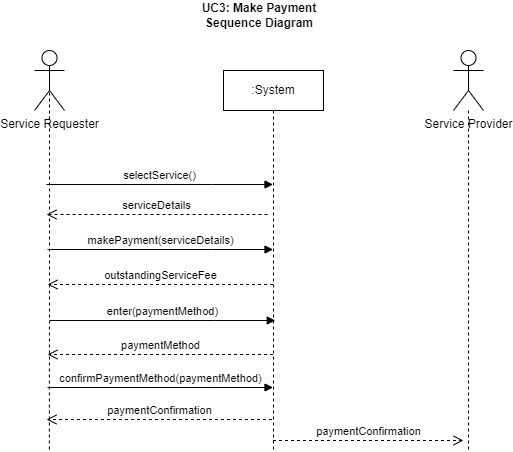 UC3: Make Payment
Sequence Diagram
:System
Service Requester
Service Provider
selectService()
serviceDetails
makePayment(serviceDetails)
outstandingServiceFee
enter(paymentMethod)
paymentMethod
confirmPaymentMethod(paymentMethod)
paymentConfirmation
paymentConfirmation